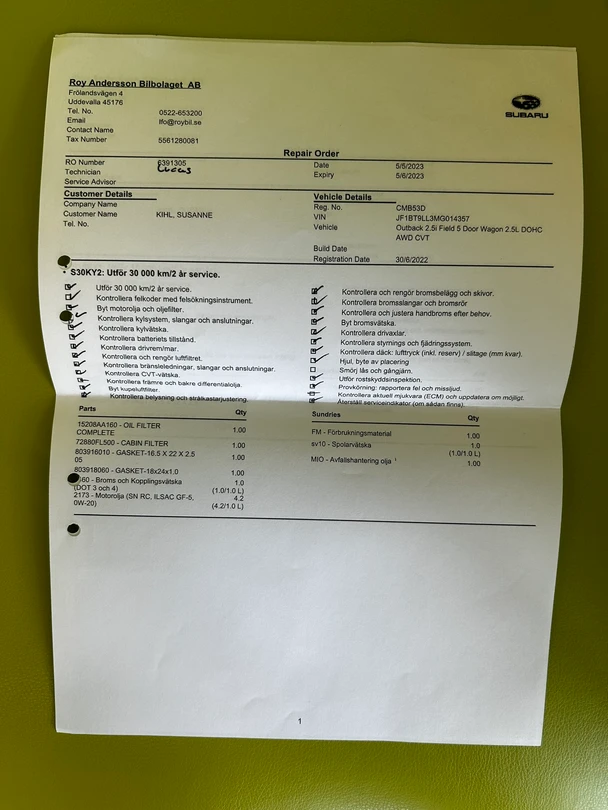 Roy Andersson Bilbolaget AB
Frölandsvägen 4
Uddevalla 45176
Tel. No. 0522-653200
Email lfo@roybil.se
Contact Name
Tax Number 5561280081
SUBARU
Repair Order
RO Number 6391305
Technician Lucas
Service Advisor
Date 5/5/2023
Expiry 5/6/2023
Customer Details
Company Name
Customer Name KIHL, SUSANNE
Tel. No.
Vehicle Details
Reg. No. CMB53D
VIN JF1BT9LL3MG014357
Vehicle Outback 2.5i Field 5 Door Wagon 2.5L DOHC
AWD CVT
Build Date
Registration Date 30/6/2022
• S30KY2: Utför 30 000 km/2 år service.
Utför 30 000 km/2 år service.
Kontrollera felkoder med felsökningsinstrument.
Byt motorolja och oljefilter.
Kontrollera kylsystem, slangar och anslutningar.
Kontrollera kylvätska.
Kontrollera batteriets tillstånd.
Kontrollera drivrem/mar.
Kontrollera och rengör luftfiltret.
Kontrollera bränsleledningar, slangar och anslutningar.
Kontrollera CVT-vätska.
Kontrollera främre och bakre differentialolja.
Byt kupeluftfilter.
Kontrollera belysning och strålkastarjustering.
Kontrollera och rengör bromsbelägg och skivor.
Kontrollera bromsslangar och bromsrör
Kontrollera och justera handbroms efter behov.
Byt bromsvätska.
Kontrollera drivaxlar.
Kontrollera styrnings och fjädringssystem.
Kontrollera däck: lufttryck (inkl. reserv) / slitage (mm kvar).
Hjul, byte av placering
Smörj lås och gångjärn.
Utför rostskyddsinspektion.
Provkörning: rapportera fel och missljud.
Kontrollera aktuell mjukvara (ECM) och uppdatera om möjligt.
Återställ serviceindikator (om sådan finns).
Parts Qty
15208AA160 - OIL FILTER
COMPLETE 1.00
72880FL500 - CABIN FILTER 1.00
803916010 - GASKET-16.5 X 22 X 2.5
05 1.00
803918060 - GASKET-18x24x1.0 1.00
660 - Broms och Kopplingsvätska 1.0
(DOT 3 och 4) (1.0/1.0 L)
2173 - Motorolja (SN RC, ILSAC GF-5, 4.2
0W-20) (4.2/1.0 L)
Sundries Qty
FM - Förbrukningsmaterial 1.00
sv10 - Spolarvätska 1.0
(1.0/1.0 L)
MIO - Avfallshantering olja 1.00
1